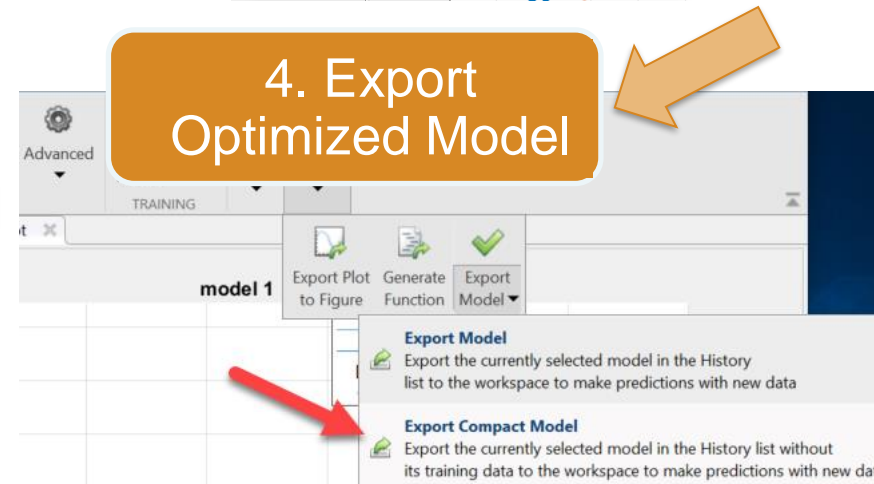 4. Export
Optimized Model
Advanced
TRAINING
model 1
Export Plot
to Figure
Generate
Function
Export
Model
Export Model
Export the currently selected model in the History
list to the workspace to make predictions with new data
Export Compact Model
Export the currently selected model in the History list without
its training data to the workspace to make predictions with new